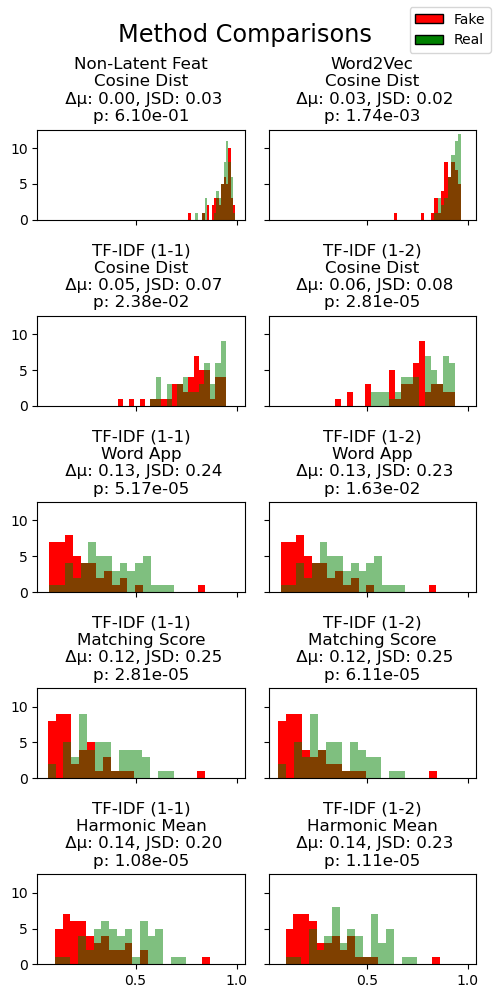 Method Comparisons
Fake
Real
Non-Latent Feat
Cosine Dist
Δμ: 0.00, JSD: 0.03
p: 6.10e-01
Word2Vec
Cosine Dist
Δμ: 0.03, JSD: 0.02
p: 1.74e-03
10
5
0
TF-IDF (1-1)
Cosine Dist
Δμ: 0.05, JSD: 0.07
p: 2.38e-02
TF-IDF (1-2)
Cosine Dist
Δμ: 0.06, JSD: 0.08
p: 2.81e-05
10
5
0
TF-IDF (1-1)
Word App
Δμ: 0.13, JSD: 0.24
p: 5.17e-05
TF-IDF (1-2)
Word App
Δμ: 0.13, JSD: 0.23
p: 1.63e-02
10
5
0
TF-IDF (1-1)
Matching Score
Δμ: 0.12, JSD: 0.25
p: 2.81e-05
TF-IDF (1-2)
Matching Score
Δμ: 0.12, JSD: 0.25
p: 6.11e-05
10
5
0
TF-IDF (1-1)
Harmonic Mean
Δμ: 0.14, JSD: 0.20
p: 1.08e-05
TF-IDF (1-2)
Harmonic Mean
Δμ: 0.14, JSD: 0.23
p: 1.11e-05
10
5
0
0.5 1.0
0.5 1.0